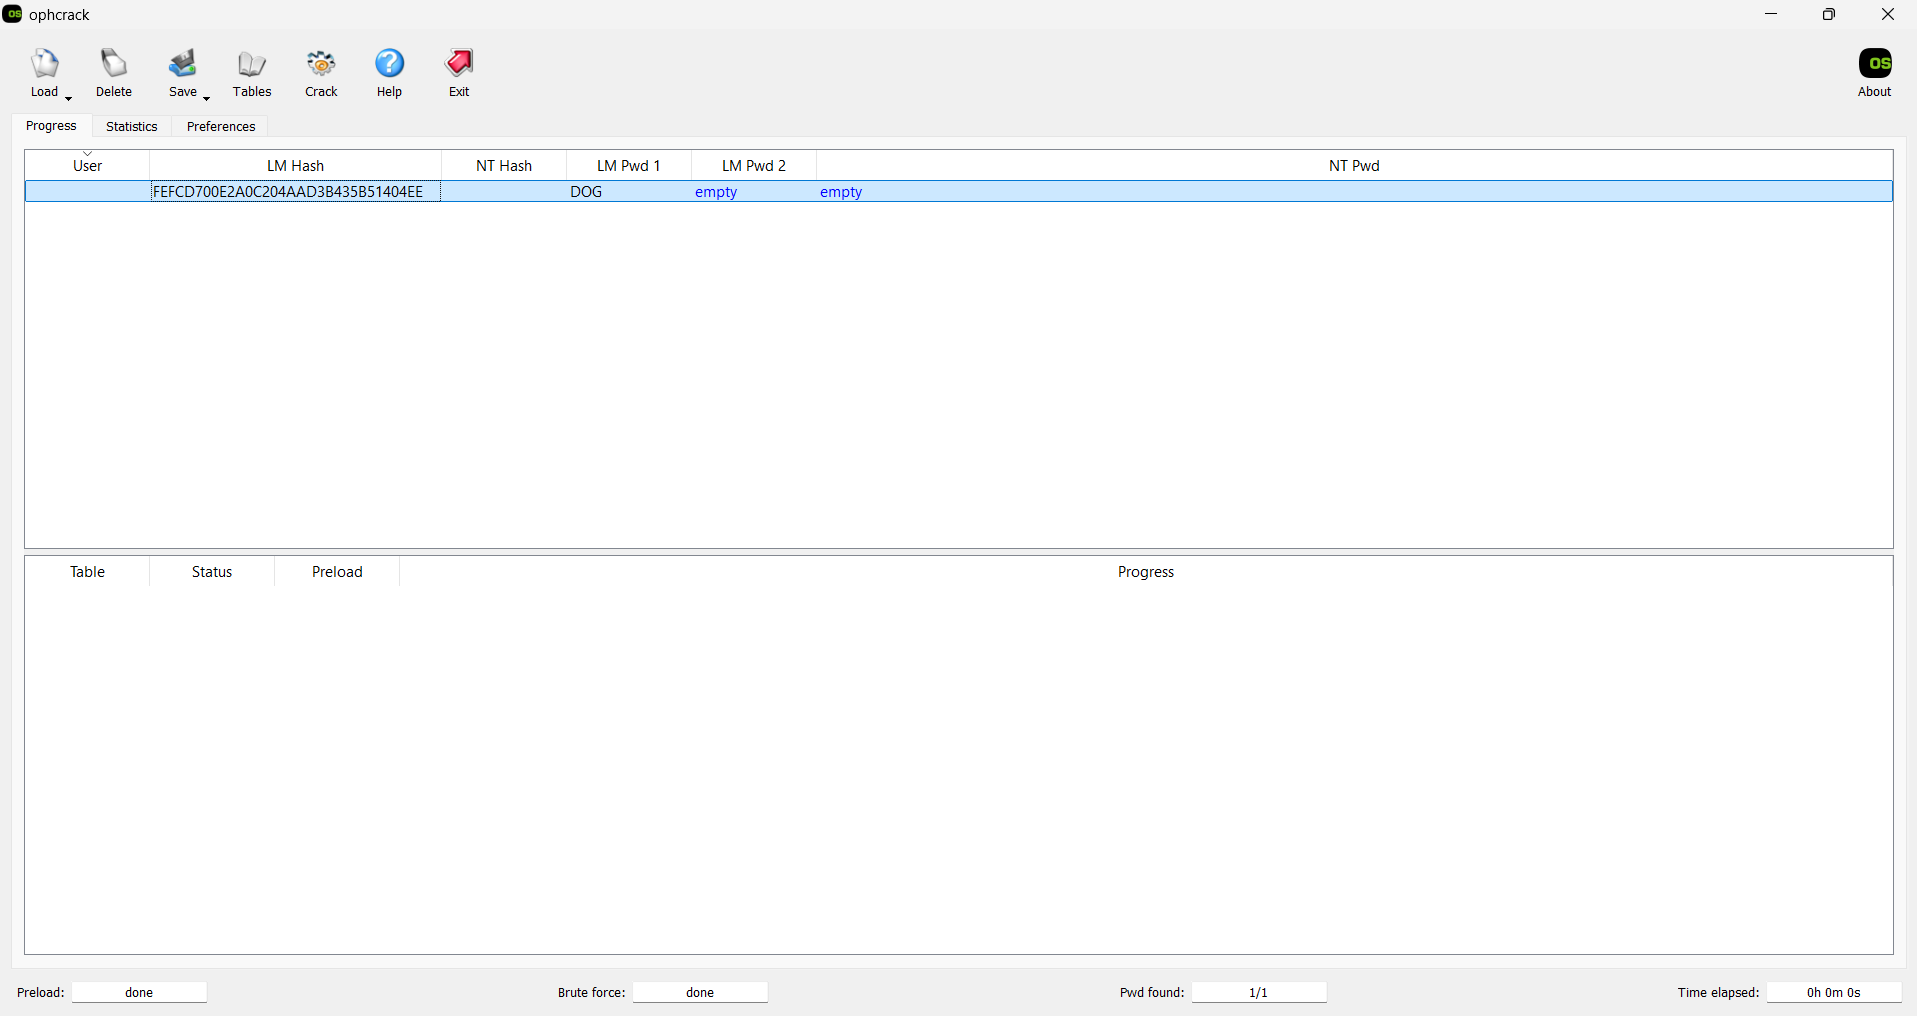 OS ophcrack
Load Delete Save Tables Crack Help Exit OS About
Progress Statistics Preferences
User LM Hash NT Hash LM Pwd 1 LM Pwd 2 NT Pwd
FEFCD700E2A0C204AAD3B435B51404EE DOG empty empty
Table Status Preload Progress
Preload: done Brute force: done Pwd found: 1/1 Time elapsed: 0h 0m 0s